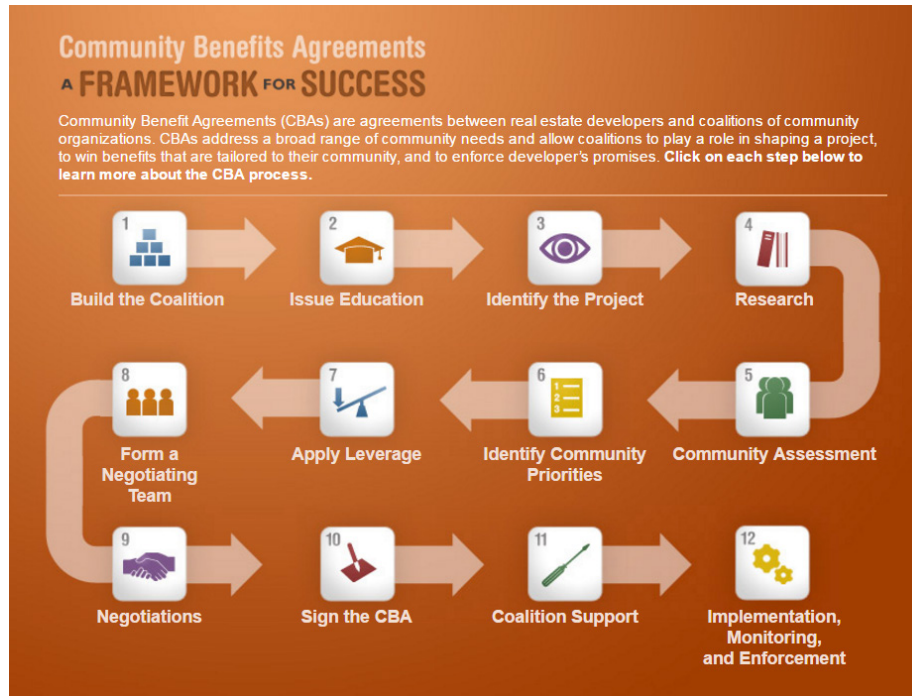 Community Benefits Agreements
A FRAMEWORK FOR SUCCESS
Community Benefit Agreements (CBAs) are agreements between real estate developers and coalitions of community
organizations. CBAs address a broad range of community needs and allow coalitions to play a role in shaping a project,
to win benefits that are tailored to their community, and to enforce developer's promises. Click on each step below to
learn more about the CBA process.
1
Build the Coalition
2
Issue Education
3
Identify the Project
4
Research
5
Community Assessment
6
1
2
3
Identify Community
Priorities
7
Apply Leverage
8
Form a
Negotiating
Team
9
Negotiations
10
Sign the CBA
11
Coalition Support
12
Implementation,
Monitoring,
and Enforcement